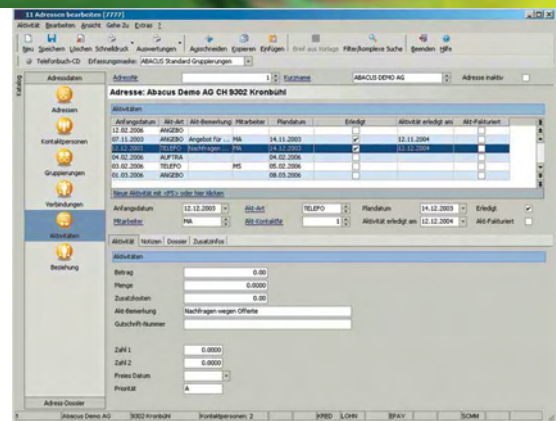 11 Adressen bearbeiten [7777]
Aktivität Bearbeiten Ansicht Gehe Zu Extras ?
Neu Speichern Löschen Schnelldruck Auswertungen Ausschneiden Kopieren Einfügen Brief aus Vorlage Filter/komplexe Suche Beenden Hilfe
Telefonbuch-CD Erfassungsmaske: ABACUS Standard Gruppierungen
Katalog
Adressdaten
AdressNr 1 Kurzname ABACUS DEMO AG Adresse inaktiv
Adresse: Abacus Demo AG CH 9302 Kronbühl
Adressen
Kontaktpersonen
Gruppierungen
Verbindungen
Aktivitäten
Beziehung
Adress-Dossier
Aktivitäten
Anfangsdatum Akt-Art Akt-Bemerkung Mitarbeiter Plandatum Erledigt Aktivität erledigt am Akt-Fakturiert
12.02.2006 ANGEBO
07.11.2003 ANGEBO Angebot für ... MA 14.11.2003 12.11.2004
12.12.2003 TELEFO Nachfragen ... MA 14.12.2003 12.12.2004
04.02.2006 AUFTRA 04.02.2006
03.02.2006 TELEFO MS 05.02.2006
01.03.2006 ANGEBO 08.03.2006
Neue Aktivität mit <F5> oder hier klicken
Anfangsdatum 12.12.2003 Akt-Art TELEFO Plandatum 14.12.2003 Erledigt
Mitarbeiter MA Akt-KontaktNr 1 Aktivität erledigt am 12.12.2004 Akt-Fakturiert
Aktivität Notizen Dossier Zusatzinfos
Aktivitäten
Betrag 0.00
Menge 0.0000
Zusatzkosten 0.00
Akt-Bemerkung Nachfragen wegen Offerte
Gutschrift-Nummer
Zahl 1 0.0000
Zahl 2 0.0000
Freies Datum
Priorität A
Abacus Demo AG 9302 Kronbühl Kontaktpersonen: 2 KRED LOHN EPAY SCMM